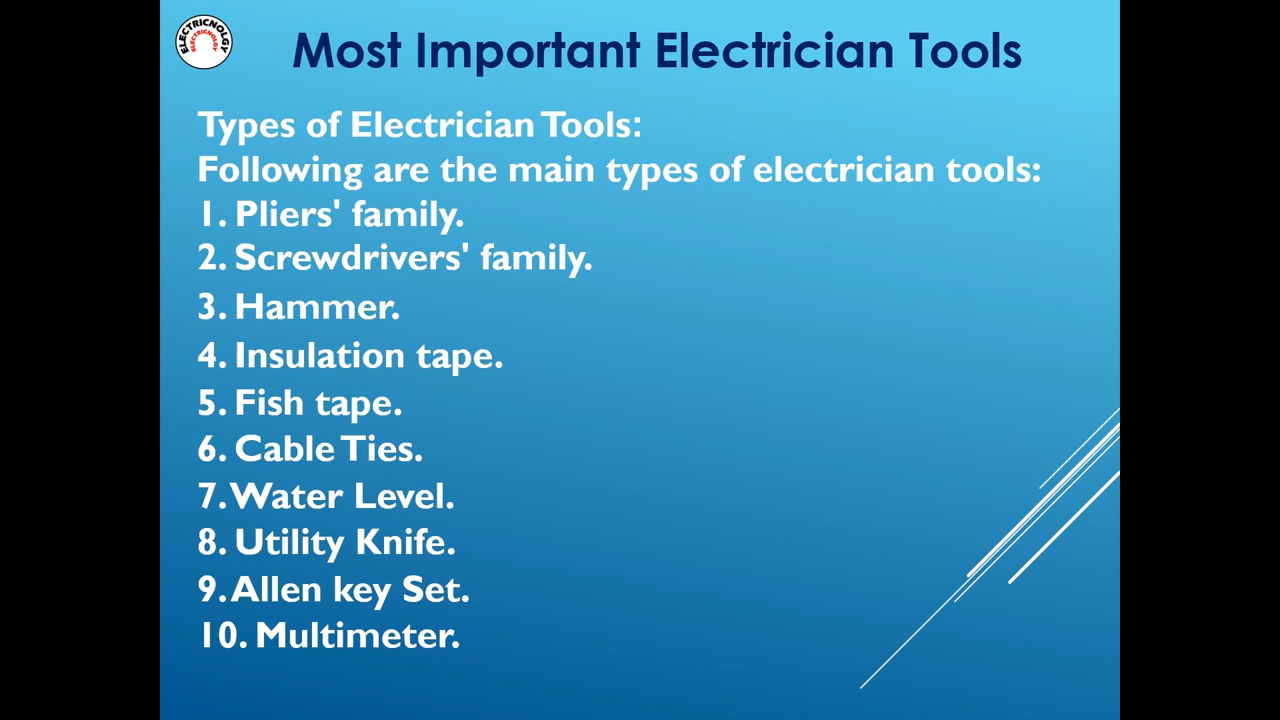 ELECTRICNOLGY
ELECTRICNOLGY
Most Important Electrician Tools
Types of Electrician Tools:
Following are the main types of electrician tools:
1. Pliers' family.
2. Screwdrivers' family.
3. Hammer.
4. Insulation tape.
5. Fish tape.
6. Cable Ties.
7. Water Level.
8. Utility Knife.
9. Allen key Set.
10. Multimeter.